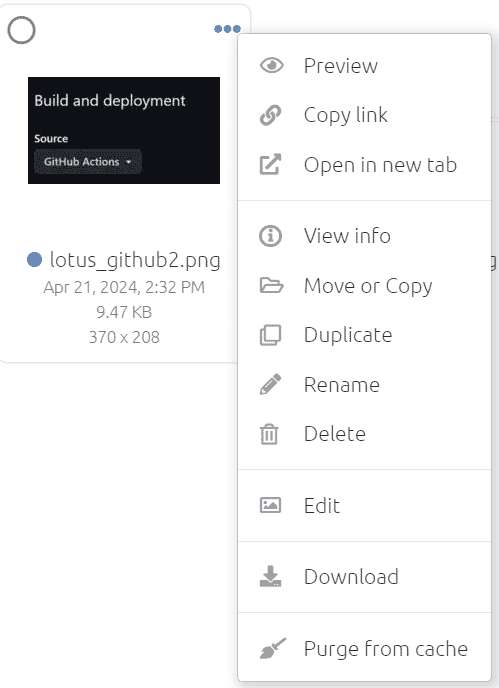 Build and deployment
Source
GitHub Actions
lotus_github2.png
Apr 21, 2024, 2:32 PM
9.47 KB
370 x 208
Preview
Copy link
Open in new tab
View info
Move or Copy
Duplicate
Rename
Delete
Edit
Download
Purge from cache
g